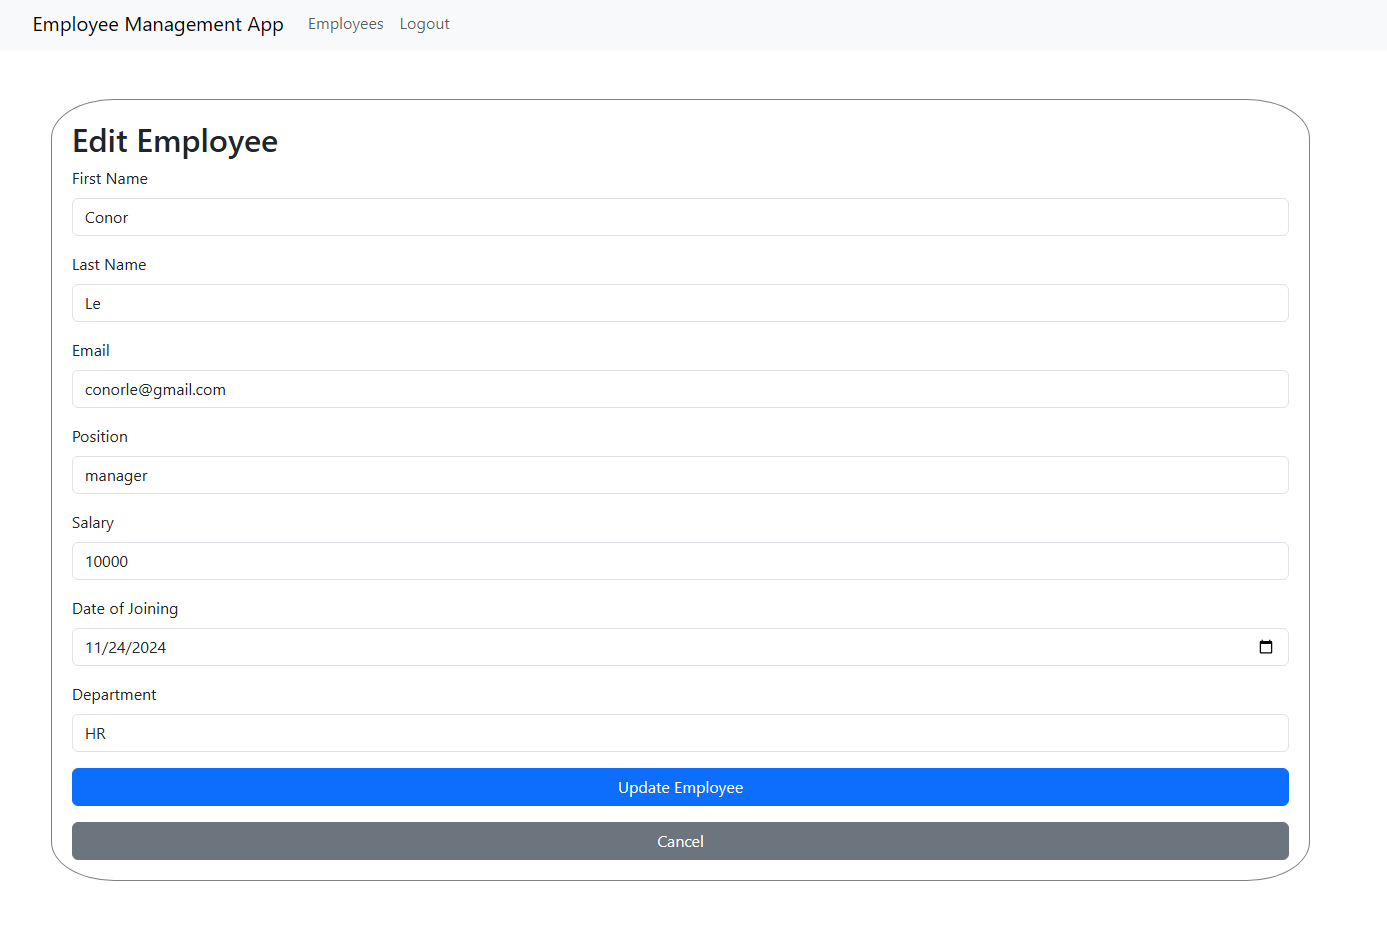 Employee Management App Employees Logout
Edit Employee
First Name
Conor
Last Name
Le
Email
conorle@gmail.com
Position
manager
Salary
10000
Date of Joining
11/24/2024
Department
HR
Update Employee
Cancel